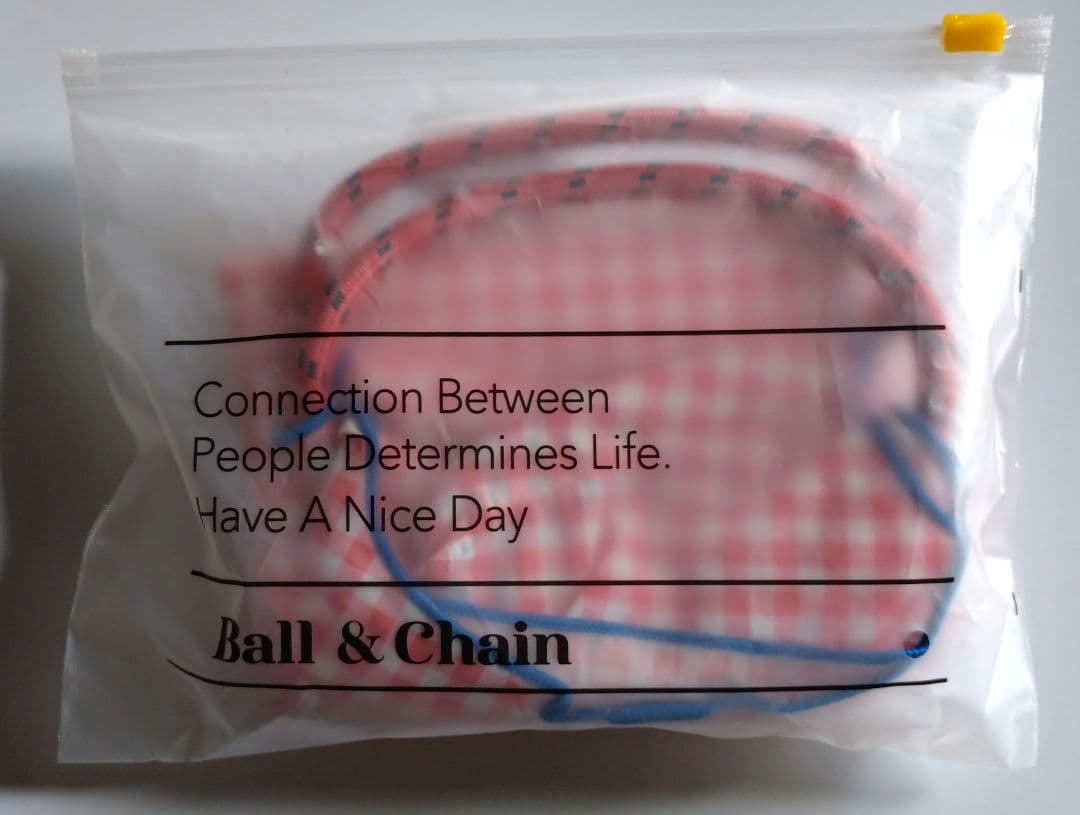 Connection Between
People Determines Life.
Have A Nice Day
Ball & Chain